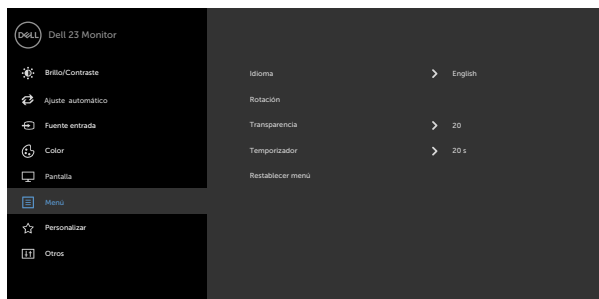 DELL Dell 23 Monitor
Brillo/Contraste
Idioma English
Ajuste automático
Rotación
Fuente entrada
Transparencia 20
Color
Temporizador 20 s
Pantalla
Restablecer menú
Menú
Personalizar
Otros